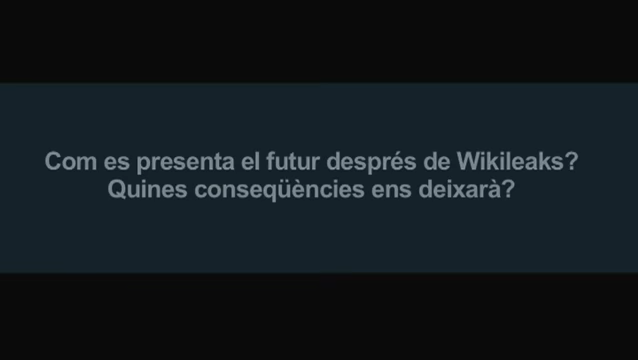 Com es presenta el futur després de Wikileaks?
Quines conseqüències ens deixarà?